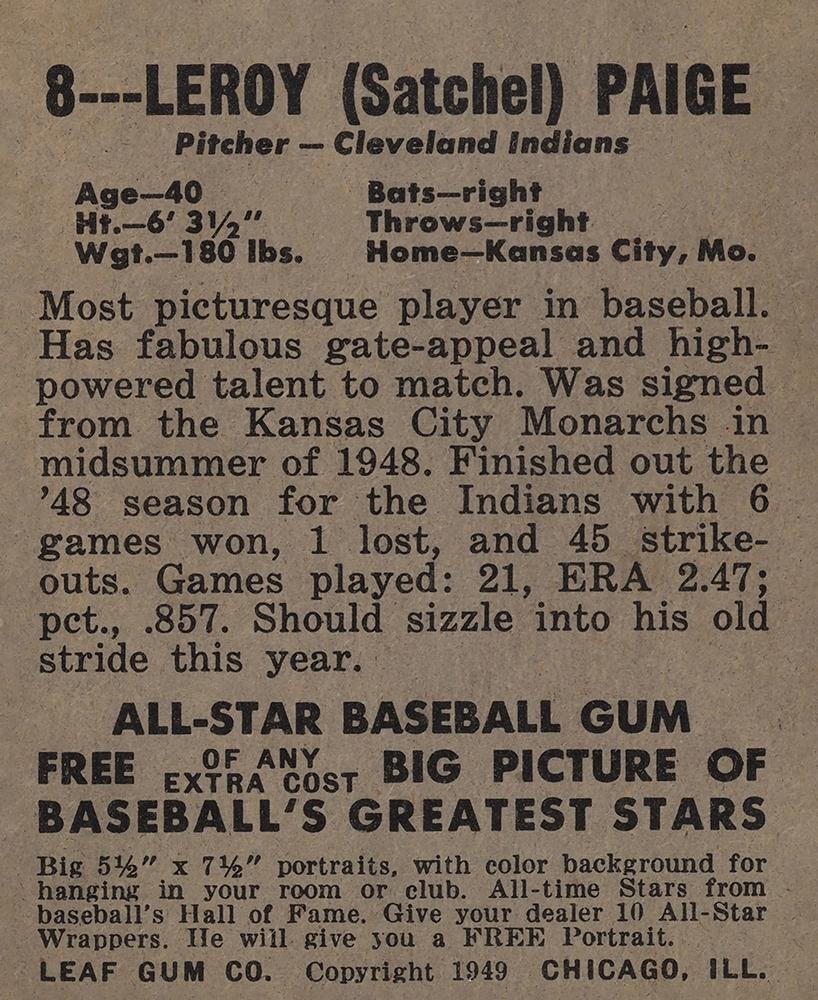 8---LEROY (Satchel) PAIGE
Pitcher — Cleveland Indians
Age—40 Bats—right
Ht.—6' 3½" Throws—right
Wgt.—180 lbs. Home—Kansas City, Mo.
Most picturesque player in baseball.
Has fabulous gate-appeal and high-
powered talent to match. Was signed
from the Kansas City Monarchs in
midsummer of 1948. Finished out the
'48 season for the Indians with 6
games won, 1 lost, and 45 strike-
outs. Games played: 21, ERA 2.47;
pct., .857. Should sizzle into his old
stride this year.
ALL-STAR BASEBALL GUM
FREE OF ANY EXTRA COST BIG PICTURE OF
BASEBALL'S GREATEST STARS
Big 5½" x 7½" portraits, with color background for
hanging in your room or club. All-time Stars from
baseball's Hall of Fame. Give your dealer 10 All-Star
Wrappers. He will give you a FREE Portrait.
LEAF GUM CO. Copyright 1949 CHICAGO, ILL.